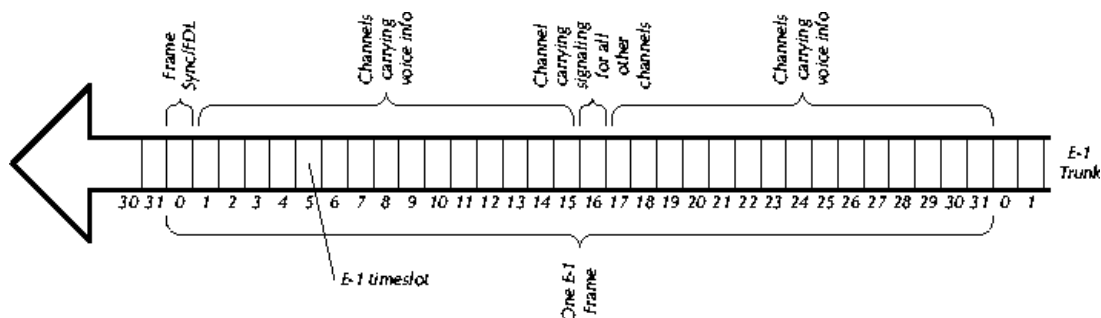 Frame
Sync/FDL
Channels
carrying
voice info
Channel
carrying
signaling
for all
other
channels
Channels
carrying
voice info
E-1
Trunk
30 31 0 1 2 3 4 5 6 7 8 9 10 11 12 13 14 15 16 17 18 19 20 21 22 23 24 25 26 27 28 29 30 31 0 1
E-1 timeslot
One E-1
Frame